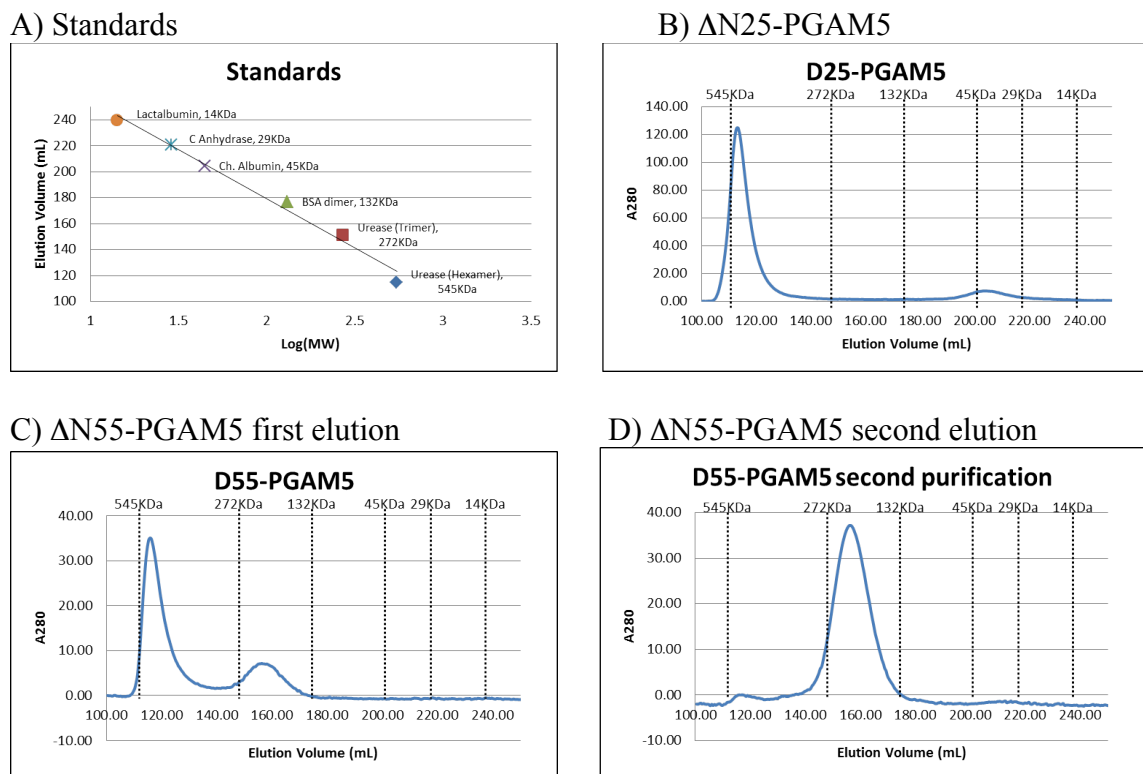 A) Standards
Standards
Elution Volume (mL)
240
220
200
180
160
140
120
100
Lactalbumin, 14KDa
C Anhydrase, 29KDa
Ch. Albumin, 45KDa
BSA dimer, 132KDa
Urease (Trimer),
272KDa
Urease (Hexamer),
545KDa
1 1.5 2 2.5 3 3.5
Log(MW)
B) ΔN25-PGAM5
D25-PGAM5
545KDa 272KDa 132KDa 45KDa 29KDa 14KDa
A280
140.00
120.00
100.00
80.00
60.00
40.00
20.00
0.00
100.00 120.00 140.00 160.00 180.00 200.00 220.00 240.00
Elution Volume (mL)
C) ΔN55-PGAM5 first elution
D55-PGAM5
545KDa 272KDa 132KDa 45KDa 29KDa 14KDa
A280
40.00
30.00
20.00
10.00
0.00
-10.00
100.00 120.00 140.00 160.00 180.00 200.00 220.00 240.00
Elution Volume (mL)
D) ΔN55-PGAM5 second elution
D55-PGAM5 second purification
545KDa 272KDa 132KDa 45KDa 29KDa 14KDa
A280
40.00
30.00
20.00
10.00
0.00
-10.00
100.00 120.00 140.00 160.00 180.00 200.00 220.00 240.00
Elution Volume (mL)